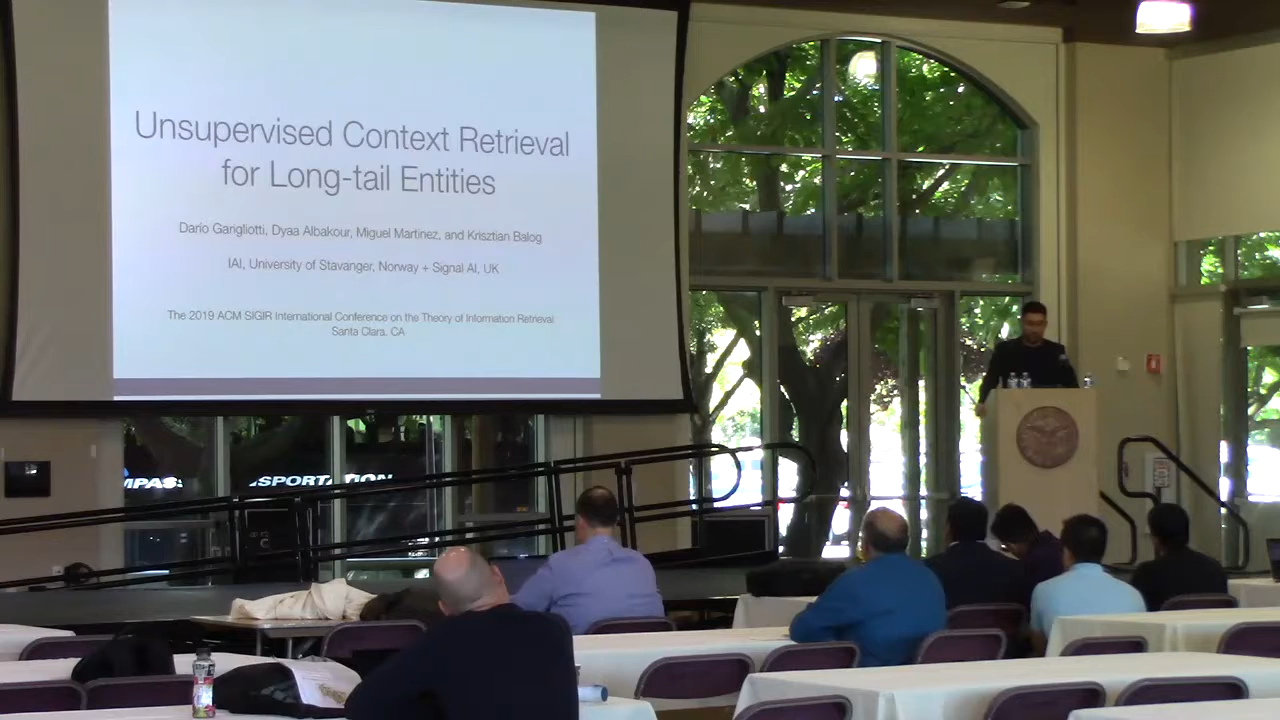 Unsupervised Context Retrieval
for Long-tail Entities
Dario Garigliotti, Dyaa Albakour, Miguel Martinez, and Krisztian Balog
IAI, University of Stavanger, Norway + Signal AI, UK
The 2019 ACM SIGIR International Conference on the Theory of Information Retrieval
Santa Clara, CA